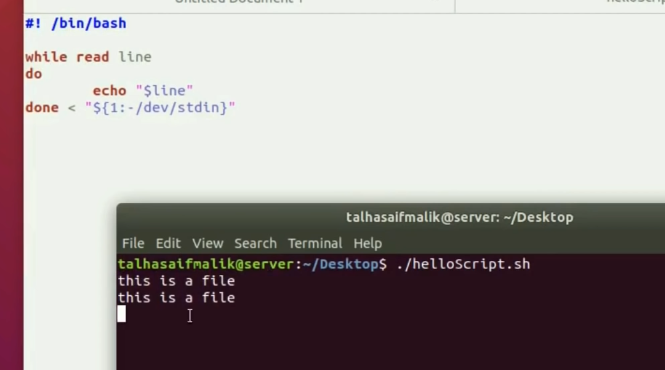 Untitled Document 1
#! /bin/bash
while read line
do
echo "$line"
done < "${1:-/dev/stdin}"
talhasaifmalik@server: ~/Desktop
File Edit View Search Terminal Help
talhasaifmalik@server:~/Desktop$ ./helloScript.sh
this is a file
this is a file